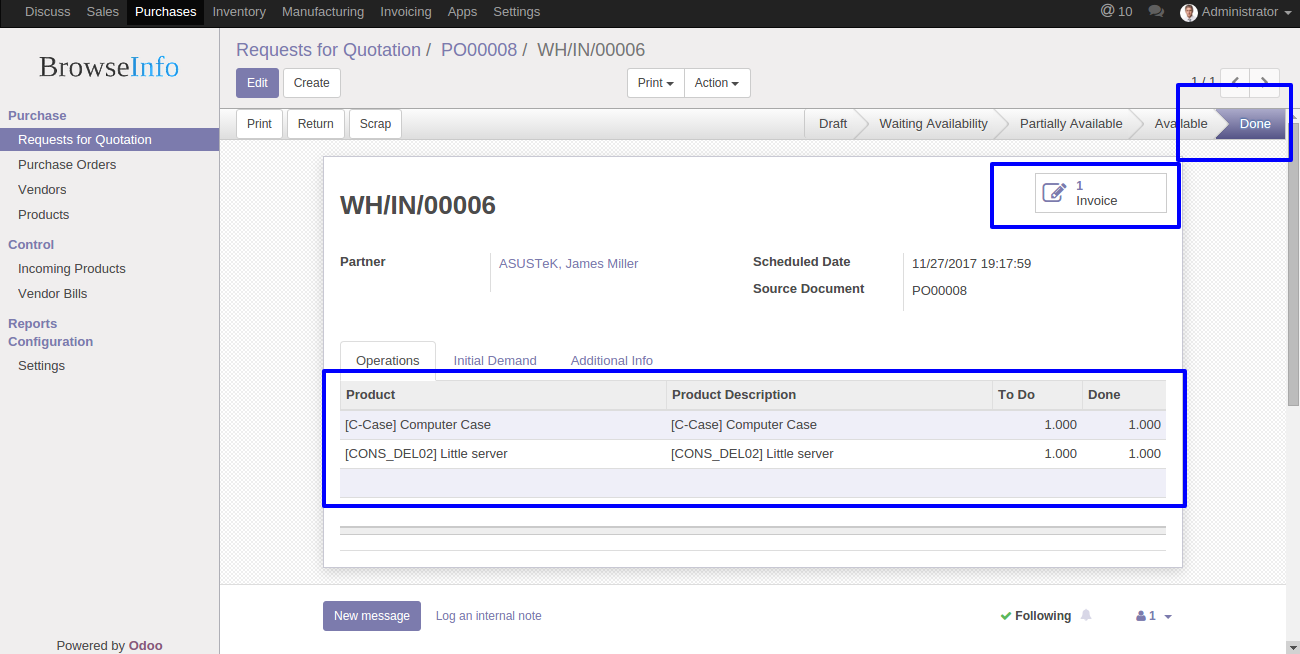 Discuss Sales Purchases Inventory Manufacturing Invoicing Apps Settings @ 10 Administrator
BrowseInfo
Purchase
Requests for Quotation
Purchase Orders
Vendors
Products
Control
Incoming Products
Vendor Bills
Reports
Configuration
Settings
Powered by Odoo
Requests for Quotation / PO00008 / WH/IN/00006
Edit Create Print Action 1 / 1
Print Return Scrap Draft Waiting Availability Partially Available Available Done
1
Invoice
WH/IN/00006
Partner ASUSTeK, James Miller
Scheduled Date 11/27/2017 19:17:59
Source Document PO00008
Operations Initial Demand Additional Info
Product Product Description To Do Done
[C-Case] Computer Case [C-Case] Computer Case 1.000 1.000
[CONS_DEL02] Little server [CONS_DEL02] Little server 1.000 1.000
New message Log an internal note Following 1